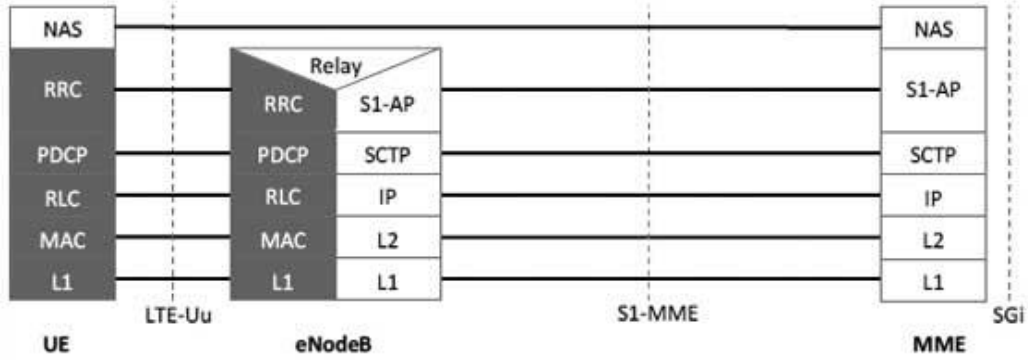 NAS NAS
Relay
RRC RRC S1-AP S1-AP
PDCP PDCP SCTP SCTP
RLC RLC IP IP
MAC MAC L2 L2
L1 L1 L1 L1
LTE-Uu S1-MME SGi
UE eNodeB MME